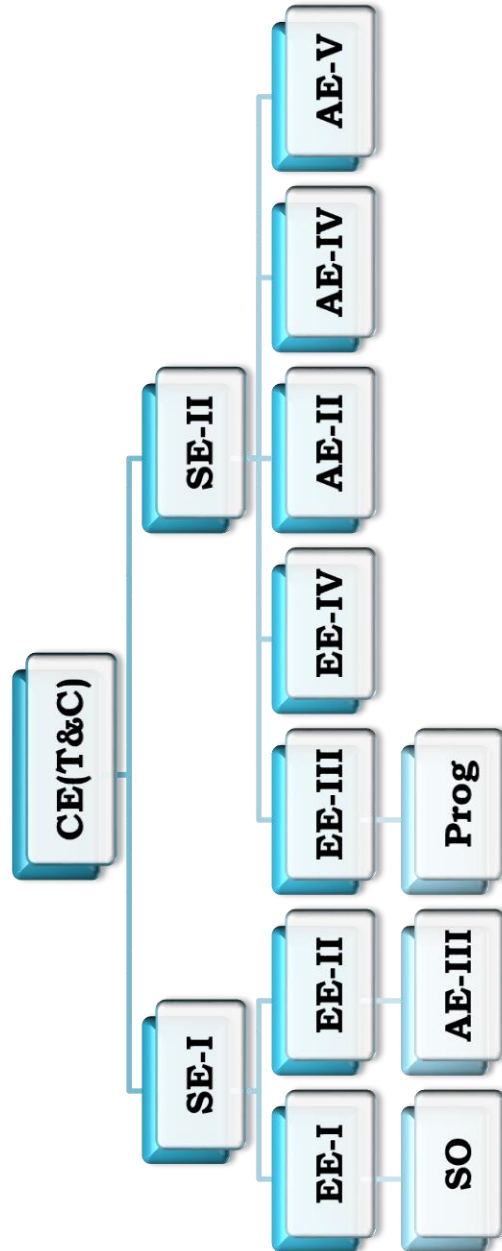 CE(T&C)
SE-I
SE-II
EE-I
EE-II
EE-III
EE-IV
AE-II
AE-IV
AE-V
SO
AE-III
Prog